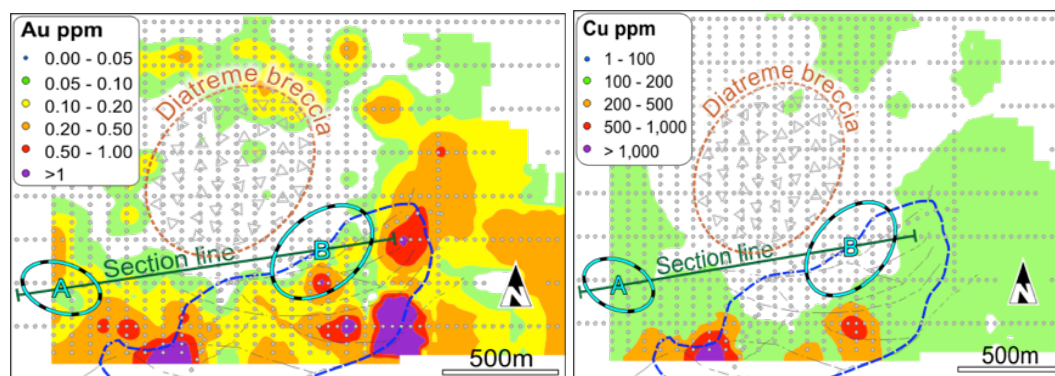 Au ppm
0.00 - 0.05
0.05 - 0.10
0.10 - 0.20
0.20 - 0.50
0.50 - 1.00
>1
Diatreme breccia
Section line
A
B
N
500m
Cu ppm
1 - 100
100 - 200
200 - 500
500 - 1,000
> 1,000
Diatreme breccia
Section line
A
B
N
500m